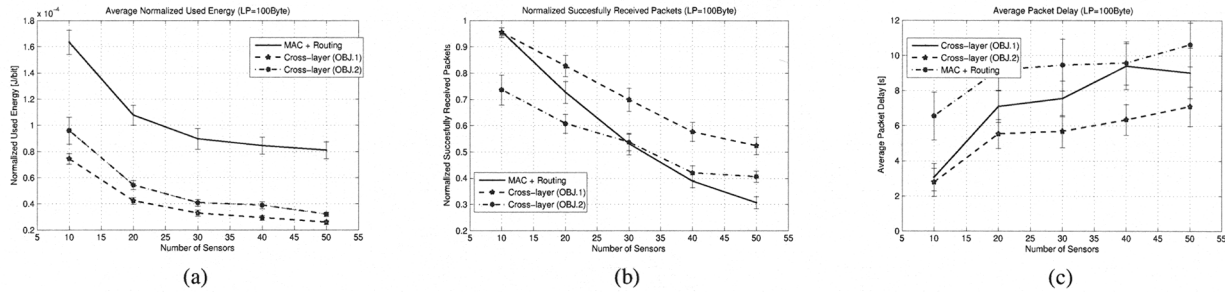 Average Normalized Used Energy (LP=100Byte)
x 10^-4
1.8
1.6
1.4
1.2
1
0.8
0.6
0.4
0.2
Normalized Used Energy [J/bit]
MAC + Routing
Cross-layer (OBJ.1)
Cross-layer (OBJ.2)
5 10 15 20 25 30 35 40 45 50 55
Number of Sensors
(a)
Normalized Succesfully Received Packets (LP=100Byte)
1
0.9
0.8
0.7
0.6
0.5
0.4
0.3
0.2
Normalized Succesfully Received Packets
MAC + Routing
Cross-layer (OBJ.1)
Cross-layer (OBJ.2)
5 10 15 20 25 30 35 40 45 50 55
Number of Sensors
(b)
Average Packet Delay (LP=100Byte)
12
10
8
6
4
2
0
Average Packet Delay [s]
Cross-layer (OBJ.1)
Cross-layer (OBJ.2)
MAC + Routing
5 10 15 20 25 30 35 40 45 50 55
Number of Sensors
(c)